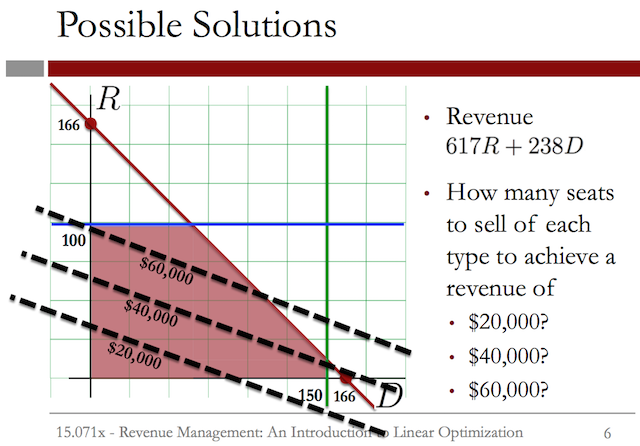 Possible Solutions
R
166
100
$60,000
$40,000
$20,000
150
166
D
• Revenue
617R + 238D
• How many seats
to sell of each
type to achieve a
revenue of
• $20,000?
• $40,000?
• $60,000?
15.071x - Revenue Management: An Introduction to Linear Optimization
6